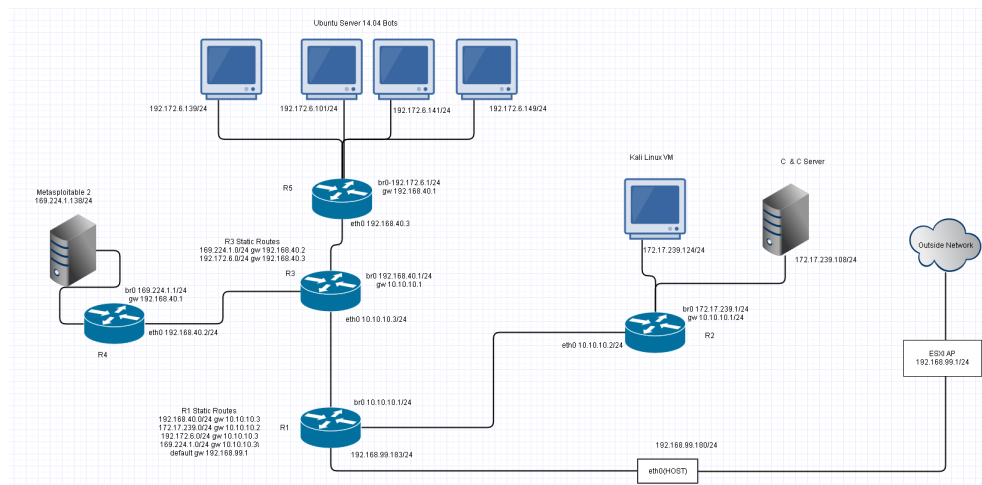 Ubuntu Server 14.04 Bots
192.172.6.139/24
192.172.6.101/24
192.172.6.141/24
192.172.6.149/24
Kali Linux VM
C & C Server
R5
br0-192.172.6.1/24
gw 192.168.40.1
Metasploitable 2
169.224.1.138/24
eth0 192.168.40.3
172.17.239.124/24
172.17.239.108/24
Outside Network
R3 Static Routes
169.224.1.0/24 gw 192.168.40.2
192.172.6.0/24 gw 192.168.40.3
R3
br0 192.168.40.1/24
gw 10.10.10.1
br0 169.224.1.1/24
gw 192.168.40.1
eth0 10.10.10.3/24
br0 172.17.239.1/24
gw 10.10.10.1/24
eth0 192.168.40.2/24
R4
eth0 10.10.10.2/24
R2
ESXI AP
192.168.99.1/24
br0 10.10.10.1/24
R1 Static Routes
192.168.40.0/24 gw 10.10.10.3
172.17.239.0/24 gw 10.10.10.2
192.172.6.0/24 gw 10.10.10.3
169.224.1.0/24 gw 10.10.10.3\
default gw 192.168.99.1
R1
192.168.99.183/24
192.168.99.180/24
eth0(HOST)